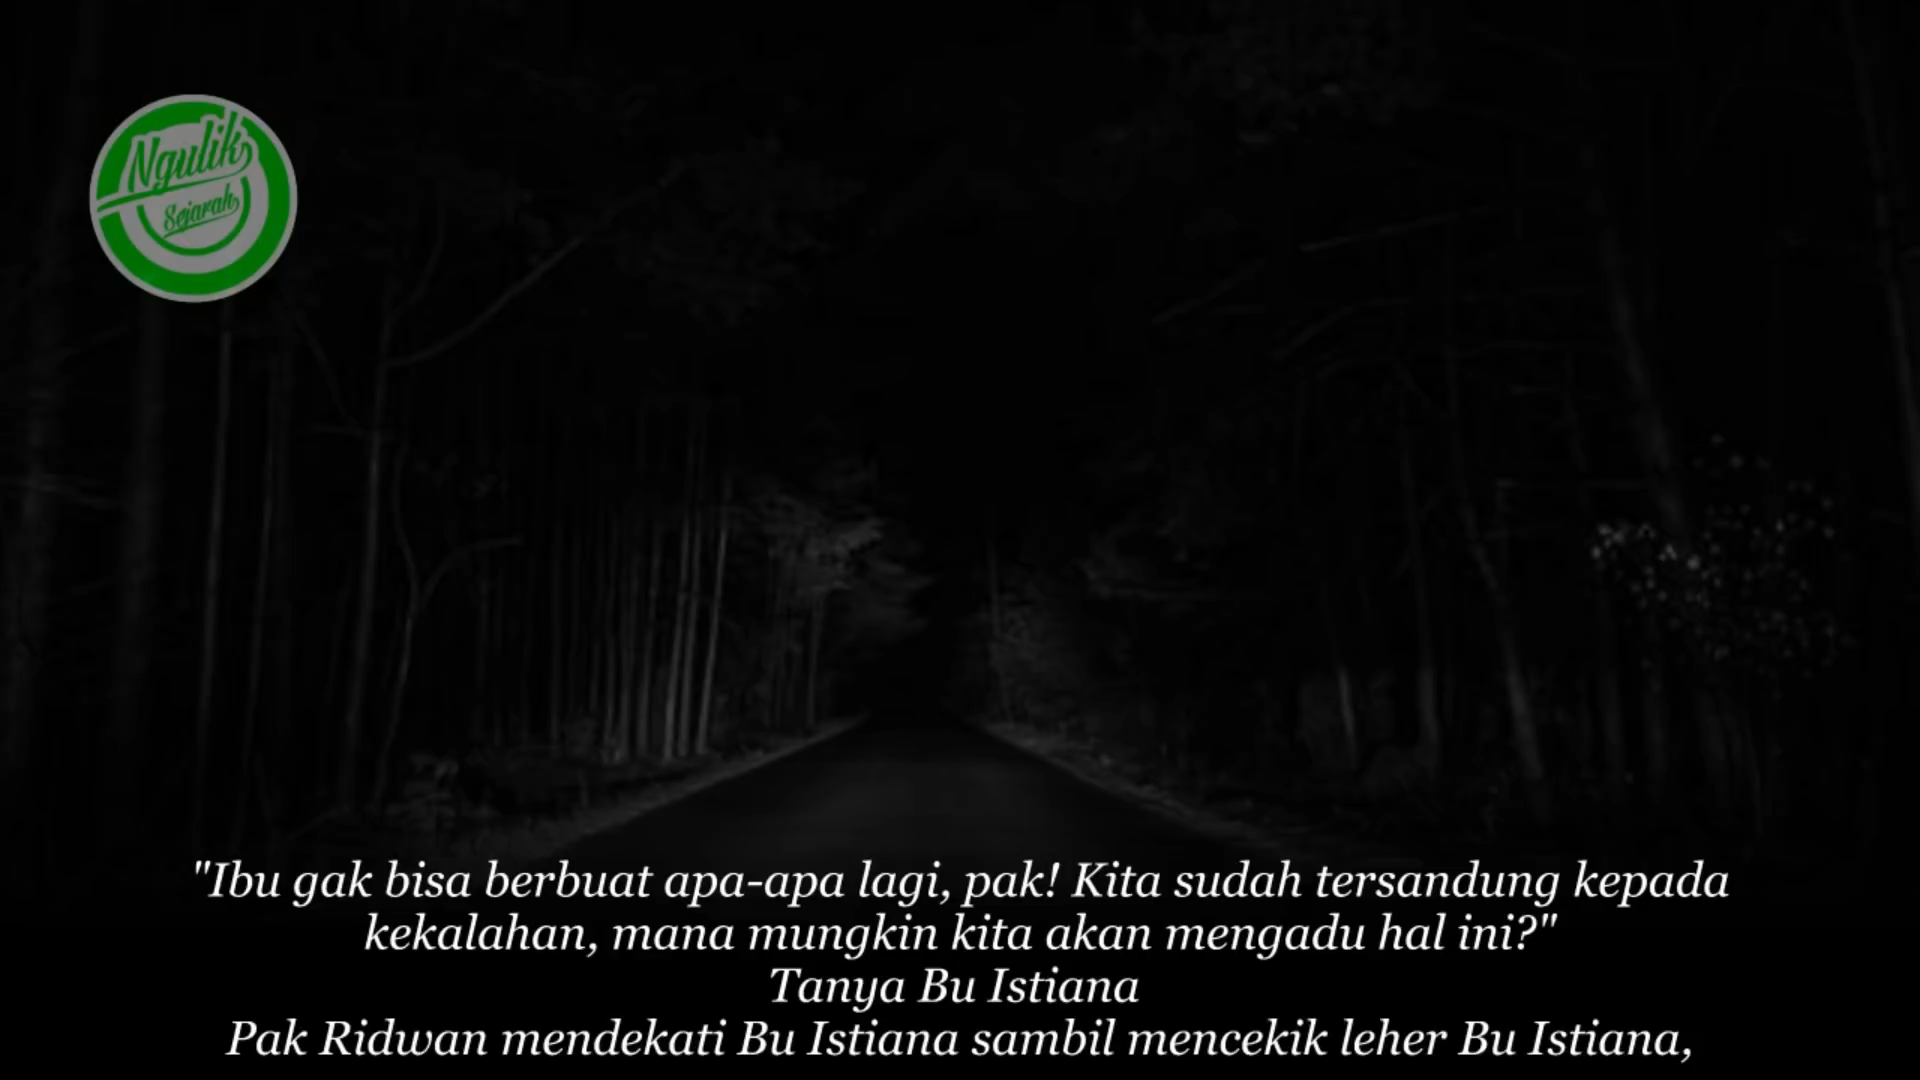 Ngulik
Sejarah
"Ibu gak bisa berbuat apa-apa lagi, pak! Kita sudah tersandung kepada
kekalahan, mana mungkin kita akan mengadu hal ini?"
Tanya Bu Istiana
Pak Ridwan mendekati Bu Istiana sambil mencekik leher Bu Istiana,